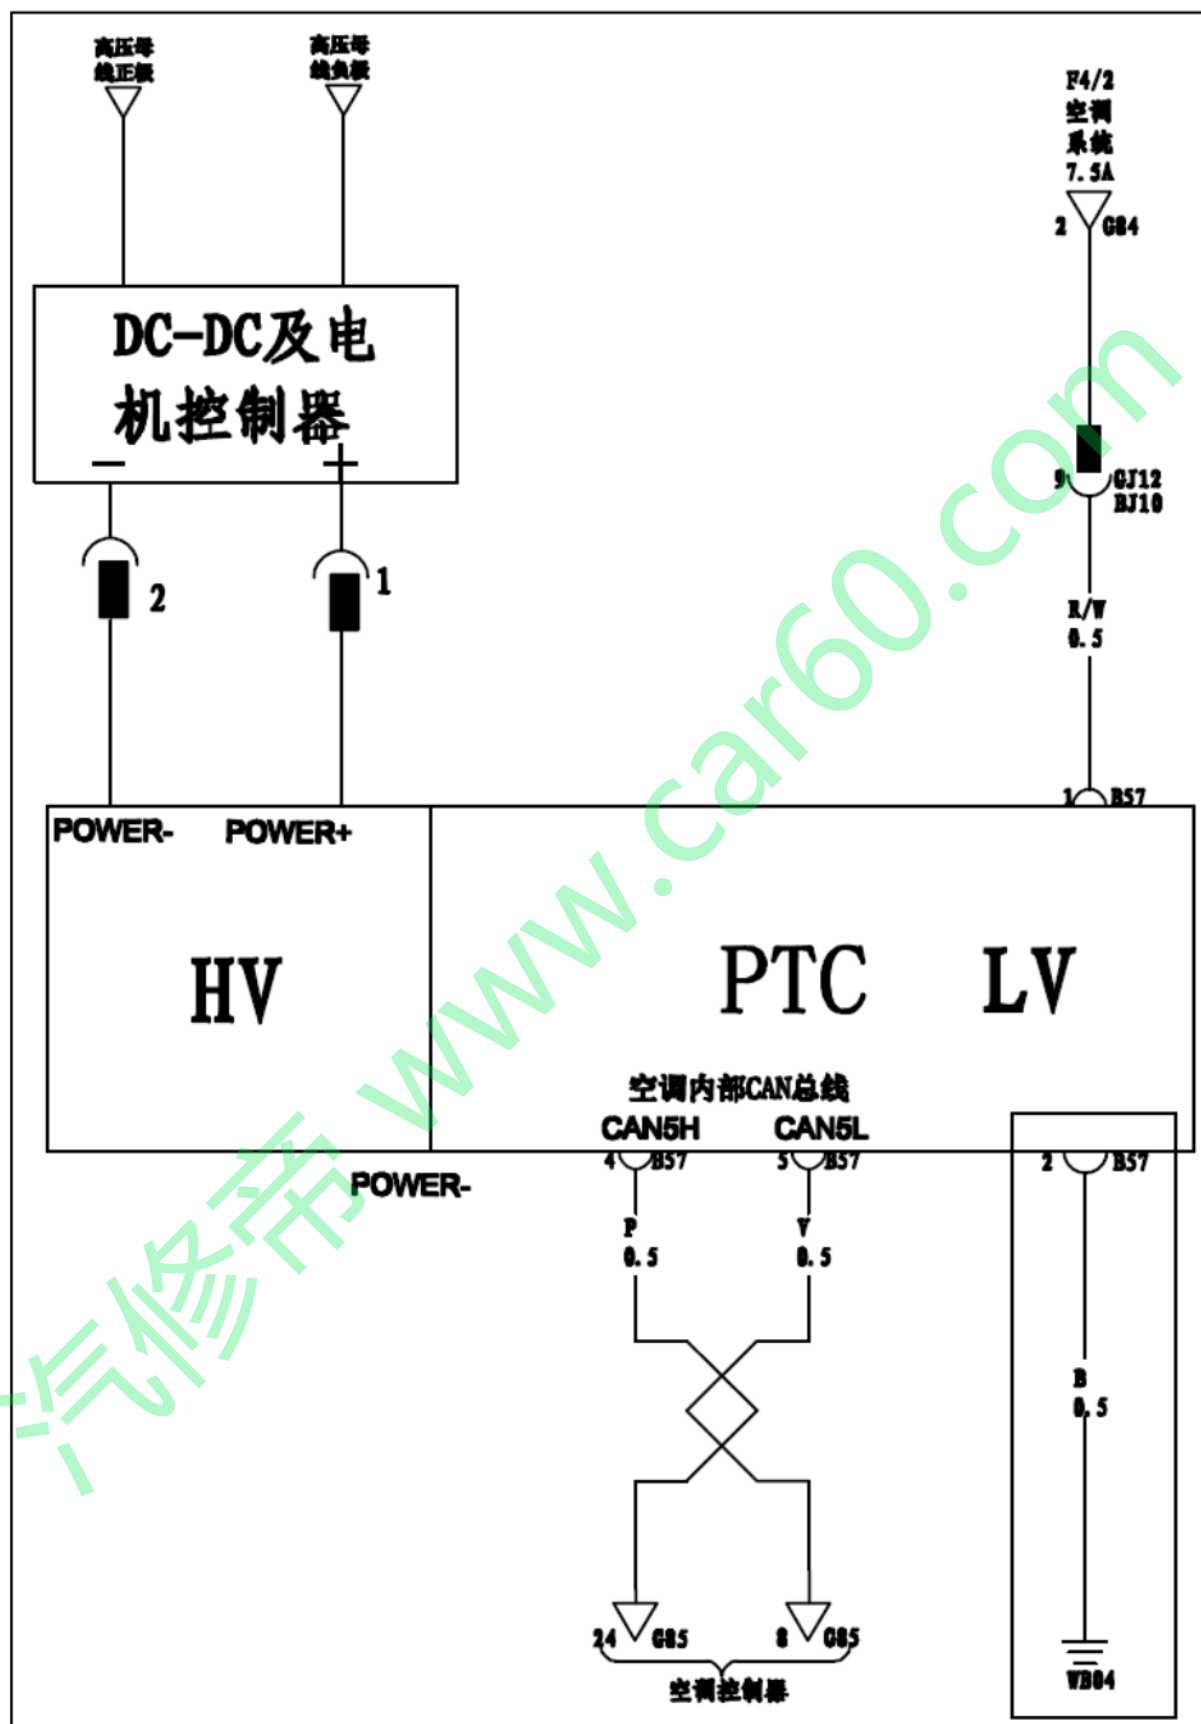 高压母
线正极
高压母
线负极
F4/2
空调
系统
7.5A
2 G84
DC-DC及电
机控制器
− +
9 GJ12
BJ10
2
1
R/W
0.5
1 B57
POWER- POWER+
HV
PTC LV
空调内部CAN总线
CAN5H CAN5L
4 B57 5 B57 2 B57
POWER-
P V
0.5 0.5
B
0.5
24 G85 8 G85
空调控制器
WB04
汽修帝 www.car60.com